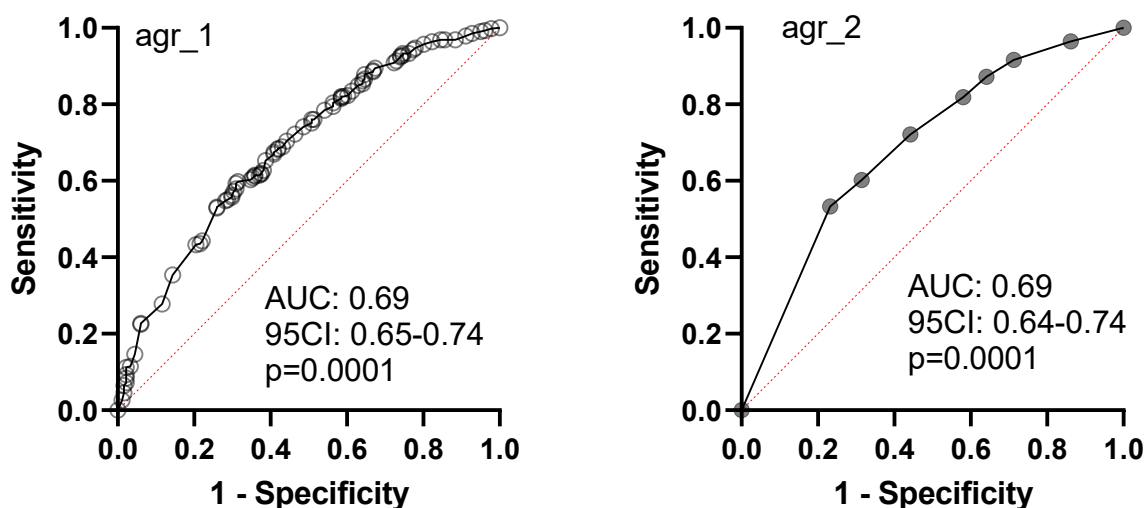 agr_1
1.0
0.8
0.6
0.4
0.2
0.0
Sensitivity
AUC: 0.69
95CI: 0.65-0.74
p=0.0001
0.0 0.2 0.4 0.6 0.8 1.0
1 - Specificity
agr_2
1.0
0.8
0.6
0.4
0.2
0.0
Sensitivity
AUC: 0.69
95CI: 0.64-0.74
p=0.0001
0.0 0.2 0.4 0.6 0.8 1.0
1 - Specificity